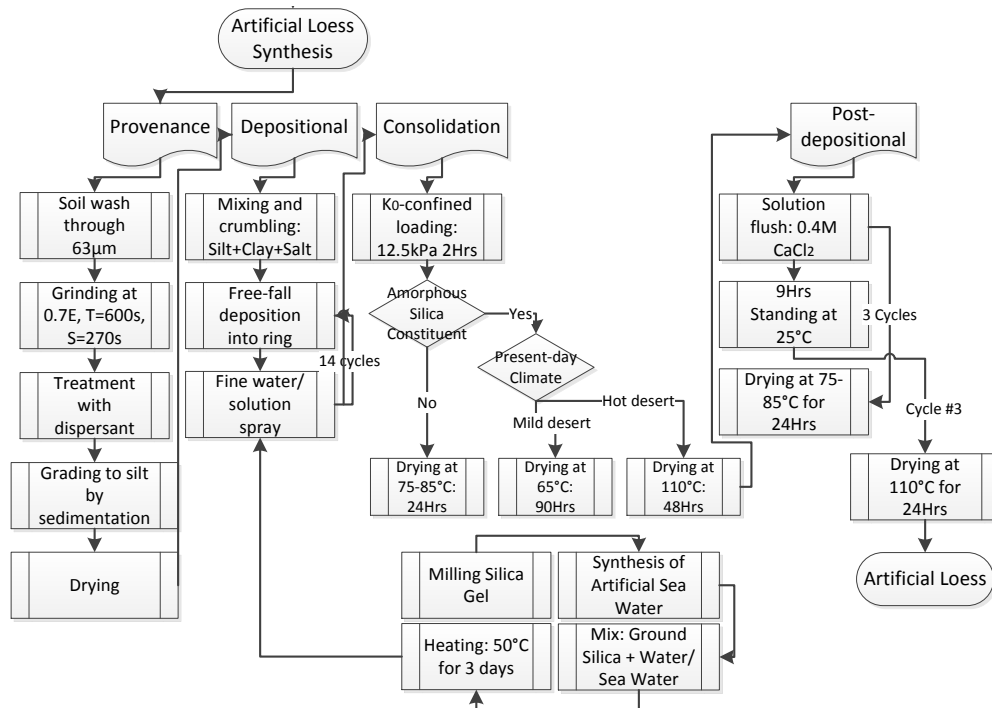 Artificial Loess
Synthesis
Provenance
Depositional
Consolidation
Post-
depositional
Soil wash
through
63µm
Grinding at
0.7E, T=600s,
S=270s
Treatment
with
dispersant
Grading to silt
by
sedimentation
Drying
Mixing and
crumbling:
Silt+Clay+Salt
Free-fall
deposition
into ring
14 cycles
Fine water/
solution
spray
K0-confined
loading:
12.5kPa 2Hrs
Amorphous
Silica
Constituent
Yes
No
Present-day
Climate
Mild desert
Hot desert
Drying at
75-85°C:
24Hrs
Drying at
65°C:
90Hrs
Drying at
110°C:
48Hrs
Solution
flush: 0.4M
CaCl2
9Hrs
Standing at
25°C
3 Cycles
Drying at 75-
85°C for
24Hrs
Cycle #3
Drying at
110°C for
24Hrs
Artificial Loess
Milling Silica
Gel
Synthesis of
Artificial Sea
Water
Heating: 50°C
for 3 days
Mix: Ground
Silica + Water/
Sea Water